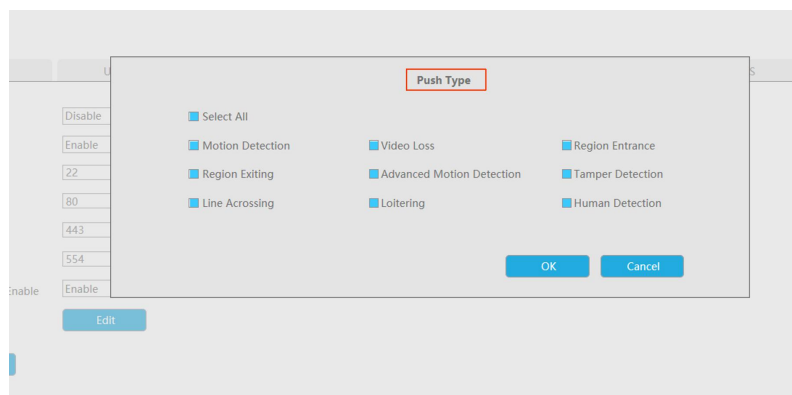 U
Push Type
S
Disable
Select All
Enable
Motion Detection
Video Loss
Region Entrance
22
Region Exiting
Advanced Motion Detection
Tamper Detection
80
Line Acrossing
Loitering
Human Detection
443
554
OK
Cancel
Enable
Enable
Edit